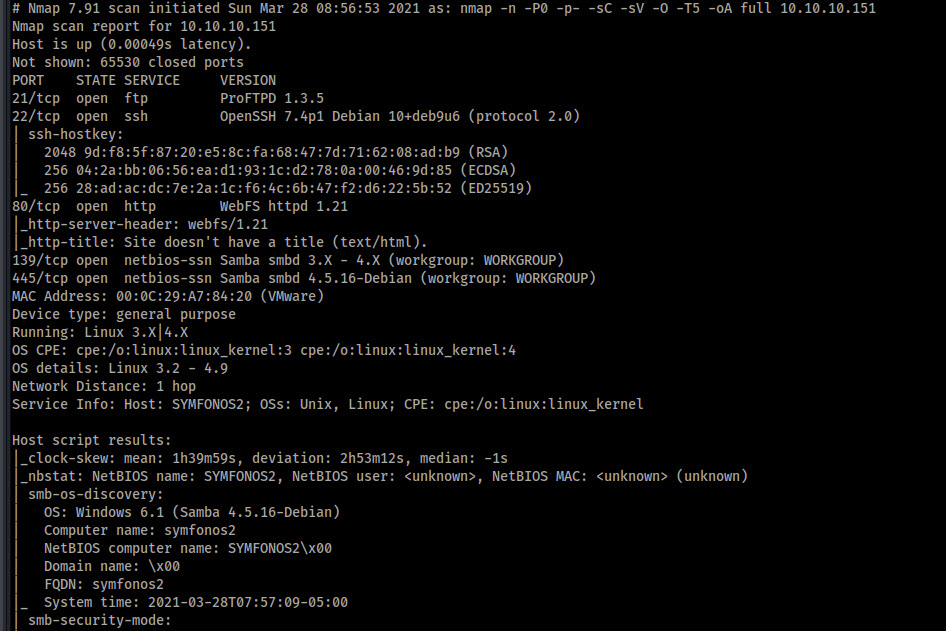 # Nmap 7.91 scan initiated Sun Mar 28 08:56:53 2021 as: nmap -n -P0 -p- -sC -sV -O -T5 -oA full 10.10.10.151
Nmap scan report for 10.10.10.151
Host is up (0.00049s latency).
Not shown: 65530 closed ports
PORT    STATE SERVICE     VERSION
21/tcp  open  ftp         ProFTPD 1.3.5
22/tcp  open  ssh         OpenSSH 7.4p1 Debian 10+deb9u6 (protocol 2.0)
| ssh-hostkey:
|   2048 9d:f8:5f:87:20:e5:8c:fa:68:47:7d:71:62:08:ad:b9 (RSA)
|   256 04:2a:bb:06:56:ea:d1:93:1c:d2:78:0a:00:46:9d:85 (ECDSA)
|_  256 28:ad:ac:dc:7e:2a:1c:f6:4c:6b:47:f2:d6:22:5b:52 (ED25519)
80/tcp  open  http        WebFS httpd 1.21
|_http-server-header: webfs/1.21
|_http-title: Site doesn't have a title (text/html).
139/tcp open  netbios-ssn Samba smbd 3.X - 4.X (workgroup: WORKGROUP)
445/tcp open  netbios-ssn Samba smbd 4.5.16-Debian (workgroup: WORKGROUP)
MAC Address: 00:0C:29:A7:84:20 (VMware)
Device type: general purpose
Running: Linux 3.X|4.X
OS CPE: cpe:/o:linux:linux_kernel:3 cpe:/o:linux:linux_kernel:4
OS details: Linux 3.2 - 4.9
Network Distance: 1 hop
Service Info: Host: SYMFONOS2; OSs: Unix, Linux; CPE: cpe:/o:linux:linux_kernel
Host script results:
|_clock-skew: mean: 1h39m59s, deviation: 2h53m12s, median: -1s
|_nbstat: NetBIOS name: SYMFONOS2, NetBIOS user: <unknown>, NetBIOS MAC: <unknown> (unknown)
| smb-os-discovery:
|   OS: Windows 6.1 (Samba 4.5.16-Debian)
|   Computer name: symfonos2
|   NetBIOS computer name: SYMFONOS2\x00
|   Domain name: \x00
|   FQDN: symfonos2
|_  System time: 2021-03-28T07:57:09-05:00
| smb-security-mode: